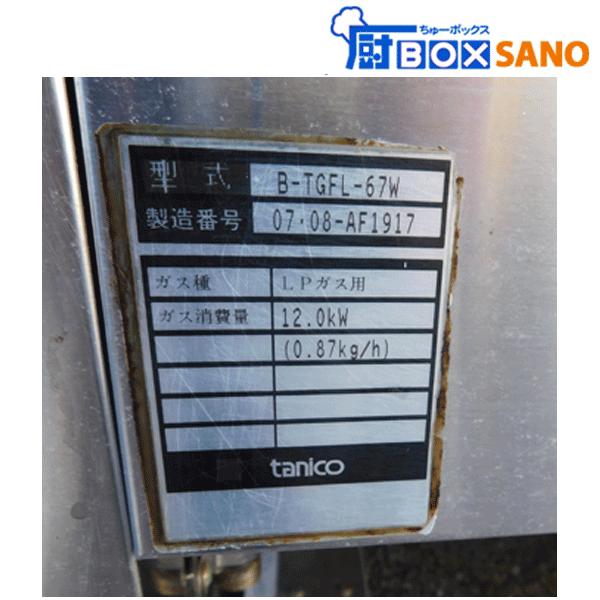 ちゅーボックス
厨BOX SANO
型式 B-TGFL-67W
製造番号 07·08-AF1917
ガス種 LPガス用
ガス消費量 12.0kW
(0.87kg/h)
tanico